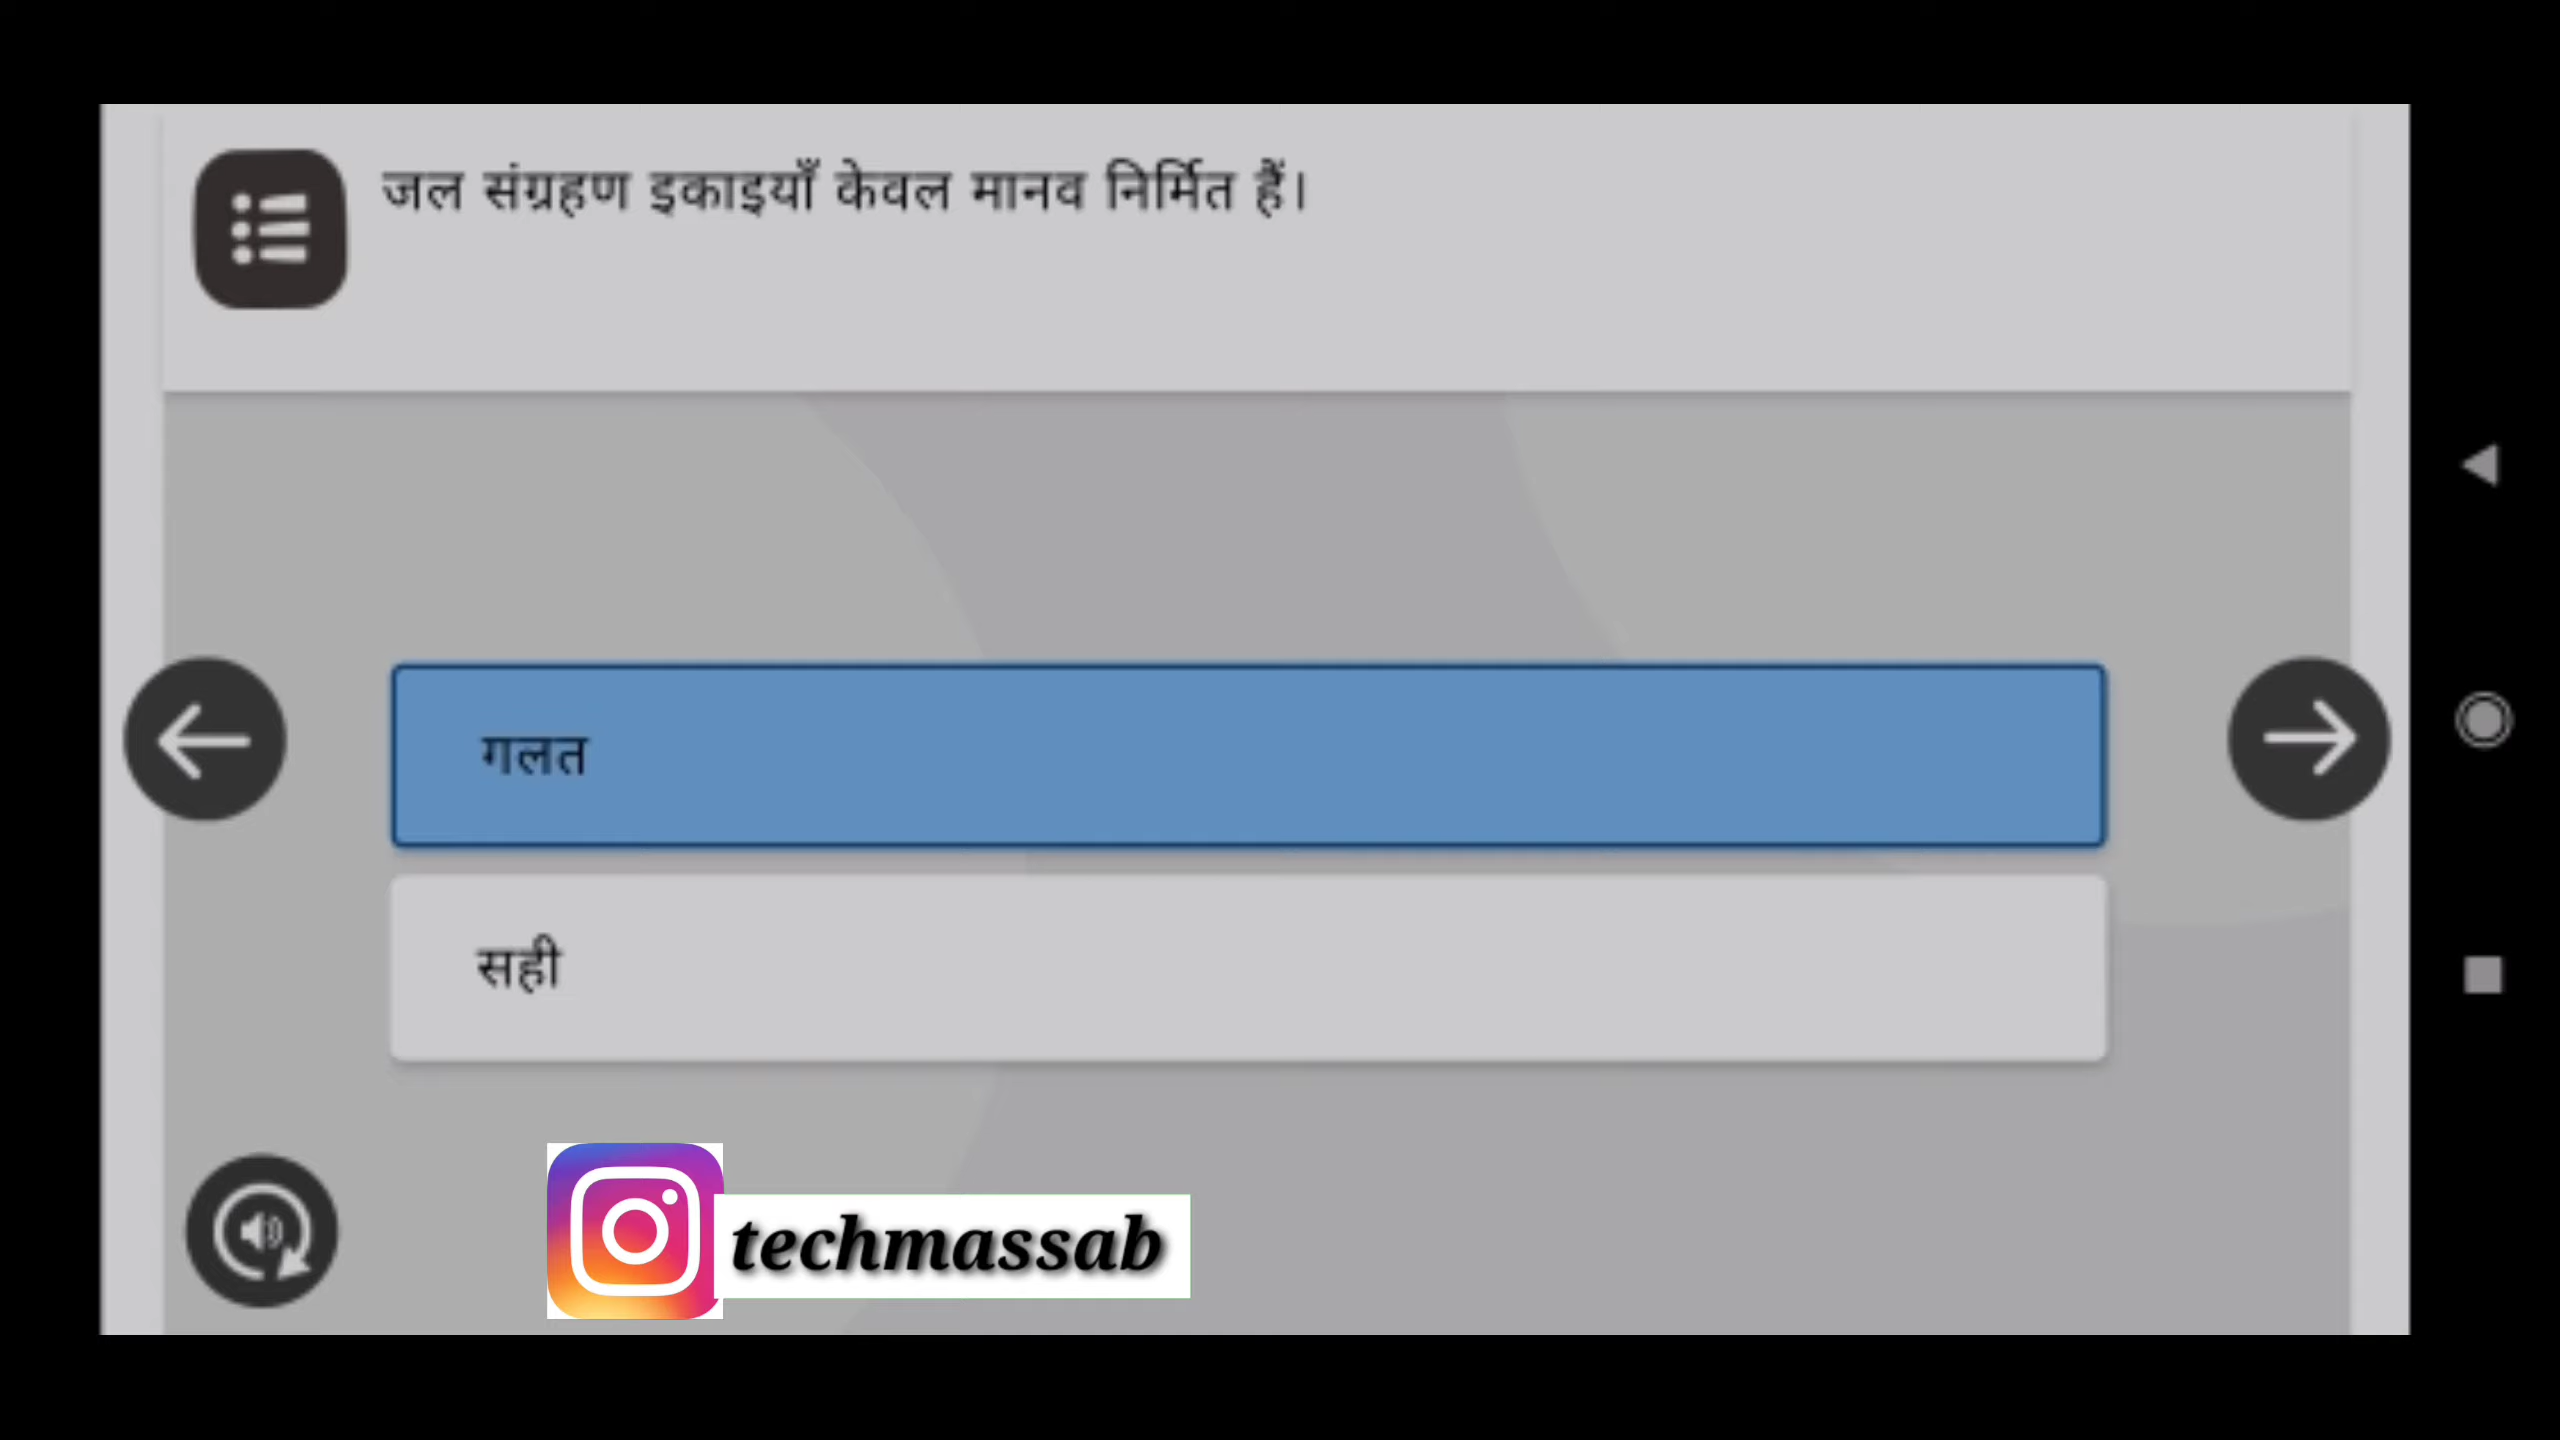 जल संग्रहण इकाइयाँ केवल मानव निर्मित हैं।
गलत
सही
techmassab